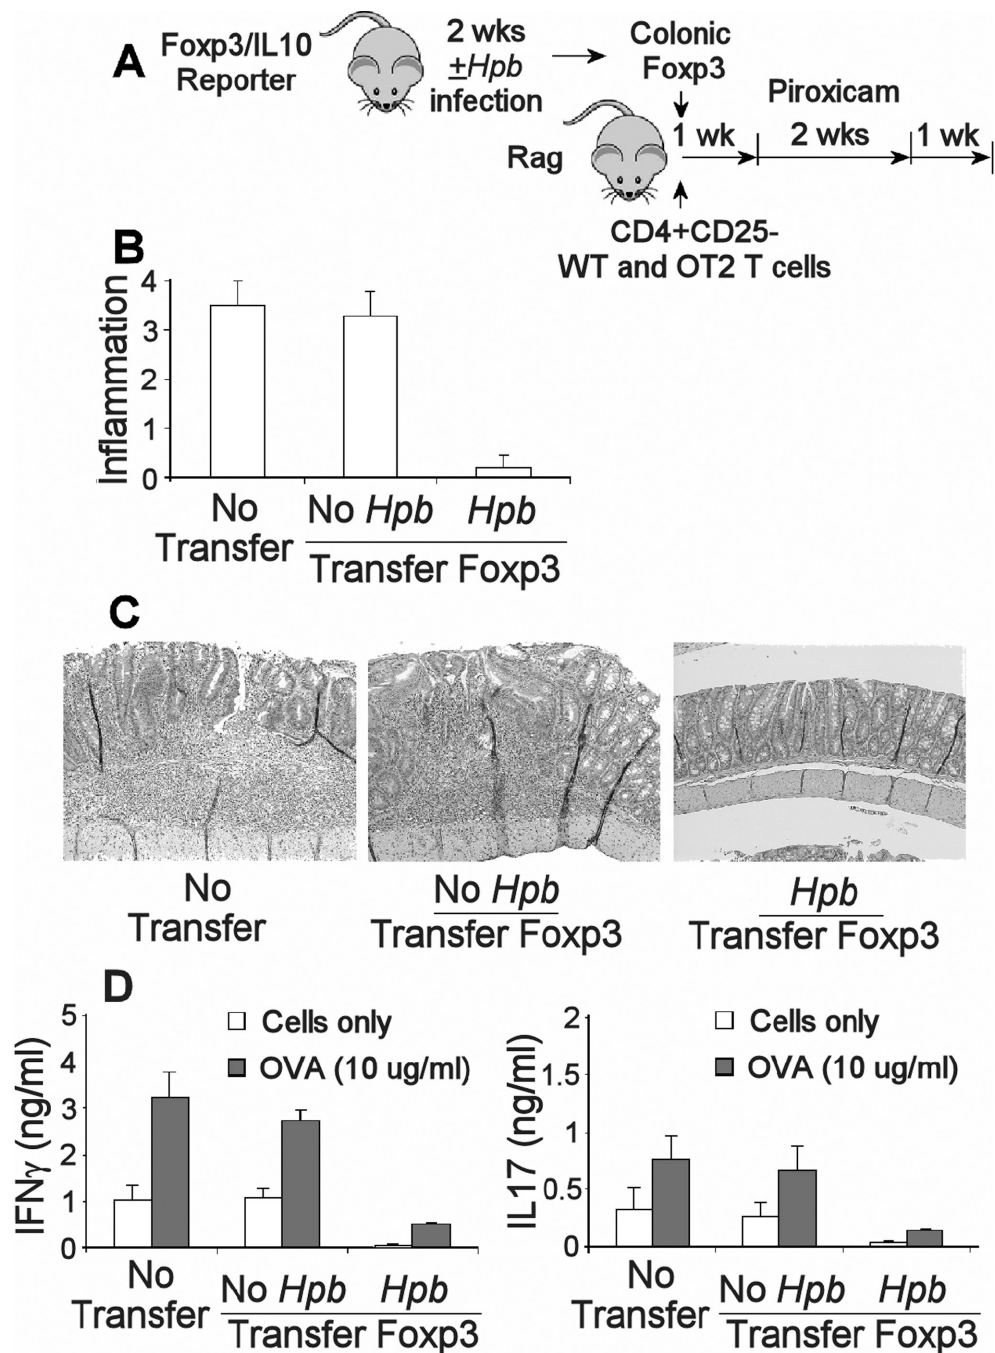 A
Foxp3/IL10
Reporter
2 wks
±Hpb
infection
Colonic
Foxp3
Rag
1 wk
Piroxicam
2 wks
1 wk
CD4+CD25-
WT and OT2 T cells
B
Inflammation
4
3
2
1
0
No
Transfer
No Hpb
Hpb
Transfer Foxp3
C
No
Transfer
No Hpb
Transfer Foxp3
Hpb
Transfer Foxp3
D
IFNγ (ng/ml)
5
4
3
2
1
0
Cells only
OVA (10 ug/ml)
No
Transfer
No Hpb
Hpb
Transfer Foxp3
IL17 (ng/ml)
2
1.5
1
0.5
0
Cells only
OVA (10 ug/ml)
No
Transfer
No Hpb
Hpb
Transfer Foxp3